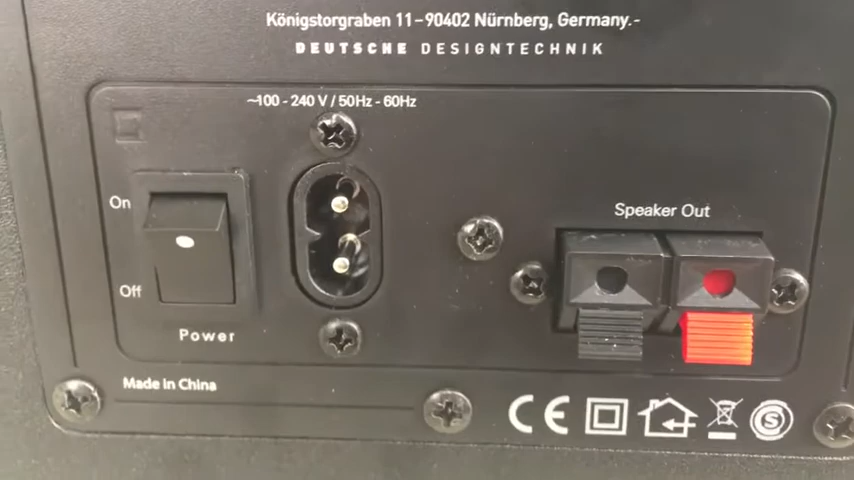 Königstorgraben 11-90402 Nürnberg, Germany.-
DEUTSCHE DESIGNTECHNIK
~100 - 240 V / 50Hz - 60Hz
On
Speaker Out
Off
Power
Made in China
CE
S